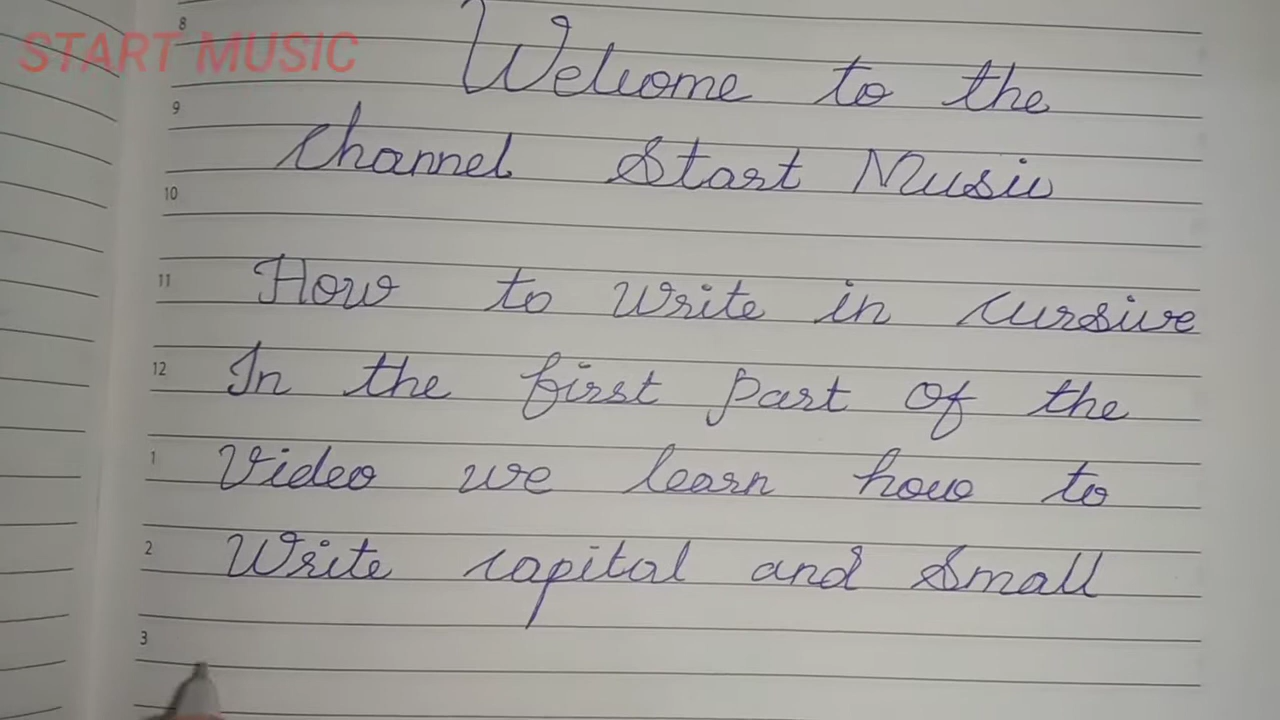 START MUSIC
8
Welcome to the
9
Channel Start Music
10
11
How to Write in cursive
12
In the first part of the
1
Video we learn how to
2
Write capital and Small
3